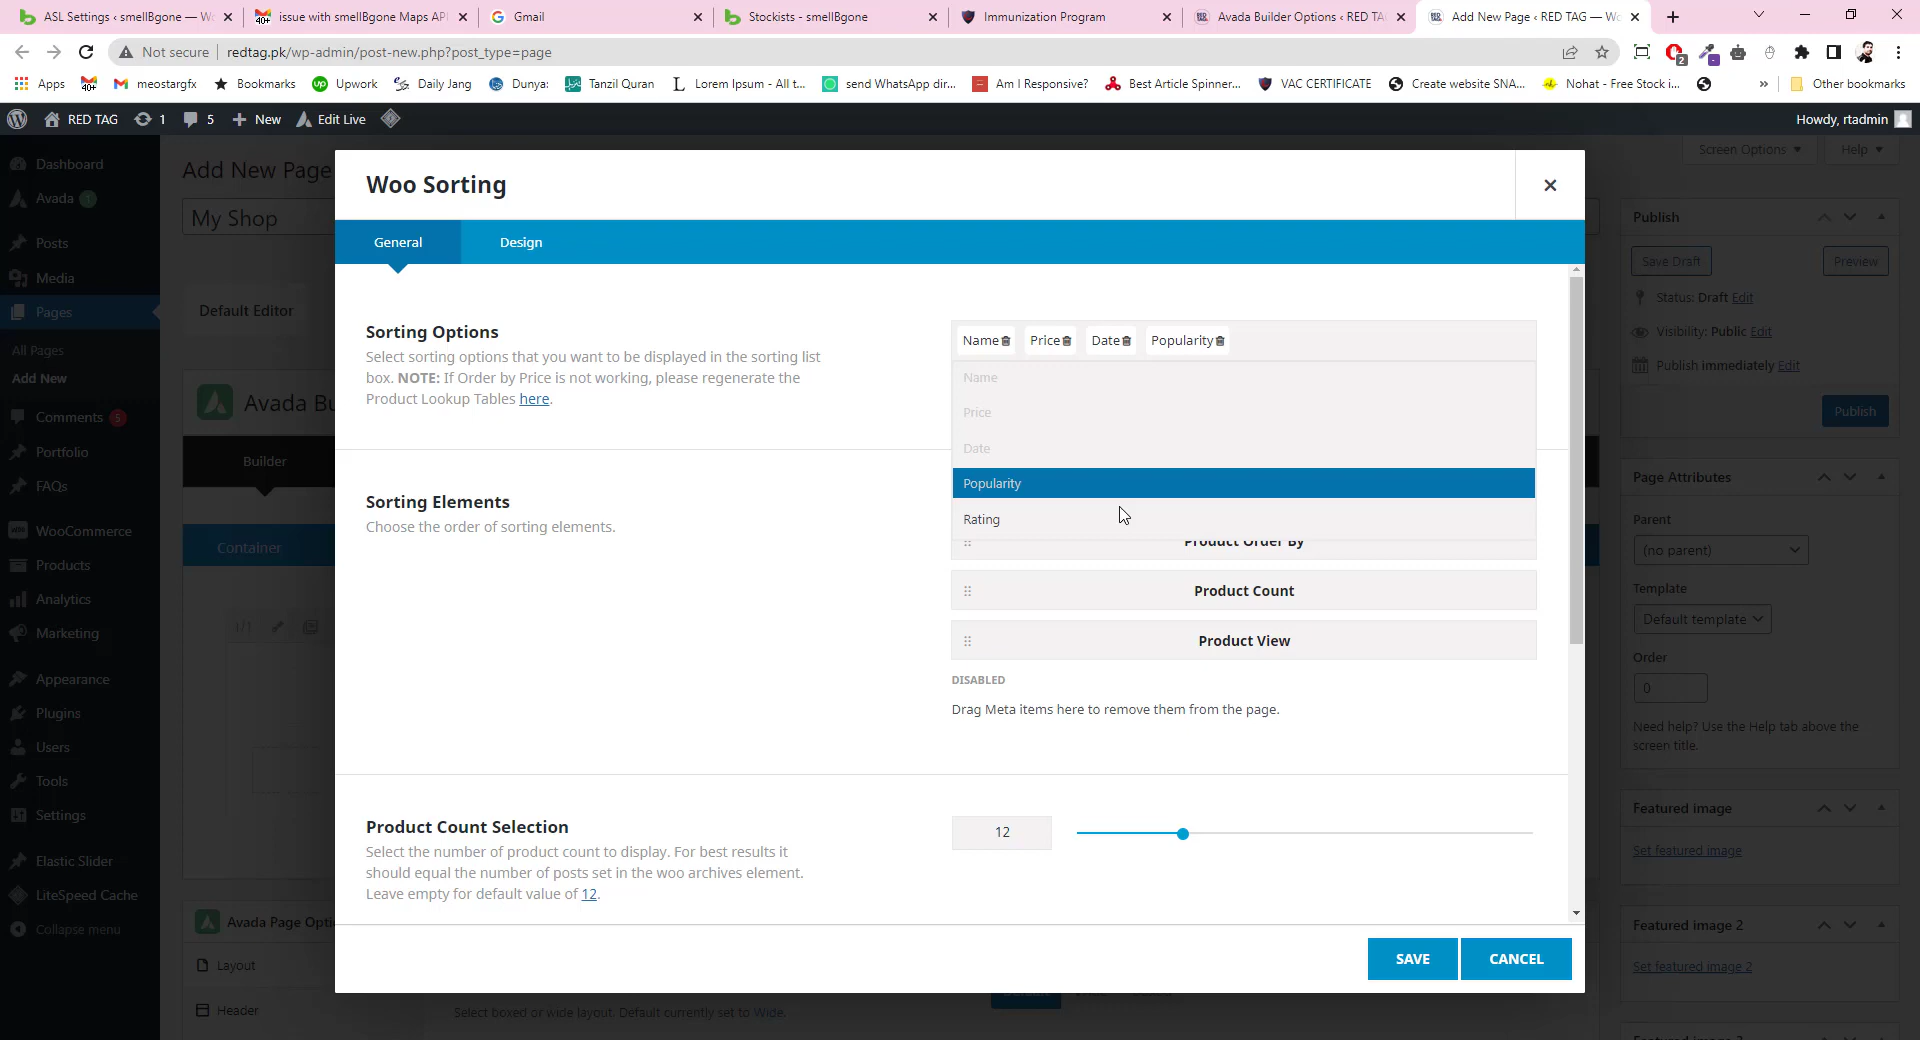 ASL Settings ‹ smellBgone — Wo
issue with smellBgone Maps API
Gmail
Stockists - smellBgone
Immunization Program
Avada Builder Options ‹ RED TA
Add New Page ‹ RED TAG — Wo
Not secure
redtag.pk/wp-admin/post-new.php?post_type=page
Apps
meostargfx
Bookmarks
Upwork
Daily Jang
Dunya:
Tanzil Quran
Lorem Ipsum - All t...
send WhatsApp dir...
Am I Responsive?
Best Article Spinner...
VAC CERTIFICATE
Create website SNA...
Nohat - Free Stock i...
»
Other bookmarks
RED TAG
1
5
New
Edit Live
Howdy, rtadmin
Dashboard
Avada 1
Posts
Media
Pages
All Pages
Add New
Comments 5
Portfolio
FAQs
WooCommerce
Products
Analytics
Marketing
Appearance
Plugins
Users
Tools
Settings
Elastic Slider
LiteSpeed Cache
Collapse menu
Add New Page
Screen Options
Help
My Shop
Default Editor
Avada Bu
Builder
Container
1/1
Avada Page Optio
Layout
Header
Select boxed or wide layout. Default currently set to Wide.
Woo Sorting
General
Design
Sorting Options
Select sorting options that you want to be displayed in the sorting list
box. NOTE: If Order by Price is not working, please regenerate the
Product Lookup Tables here.
Name
Price
Date
Popularity
Name
Price
Date
Popularity
Rating
Sorting Elements
Choose the order of sorting elements.
Product Order By
Product Count
Product View
DISABLED
Drag Meta items here to remove them from the page.
Product Count Selection
Select the number of product count to display. For best results it
should equal the number of posts set in the woo archives element.
Leave empty for default value of 12.
12
SAVE
CANCEL
Publish
Save Draft
Preview
Status: Draft Edit
Visibility: Public Edit
Publish immediately Edit
Publish
Page Attributes
Parent
(no parent)
Template
Default template
Order
0
Need help? Use the Help tab above the
screen title.
Featured image
Set featured image
Featured image 2
Set featured image 2